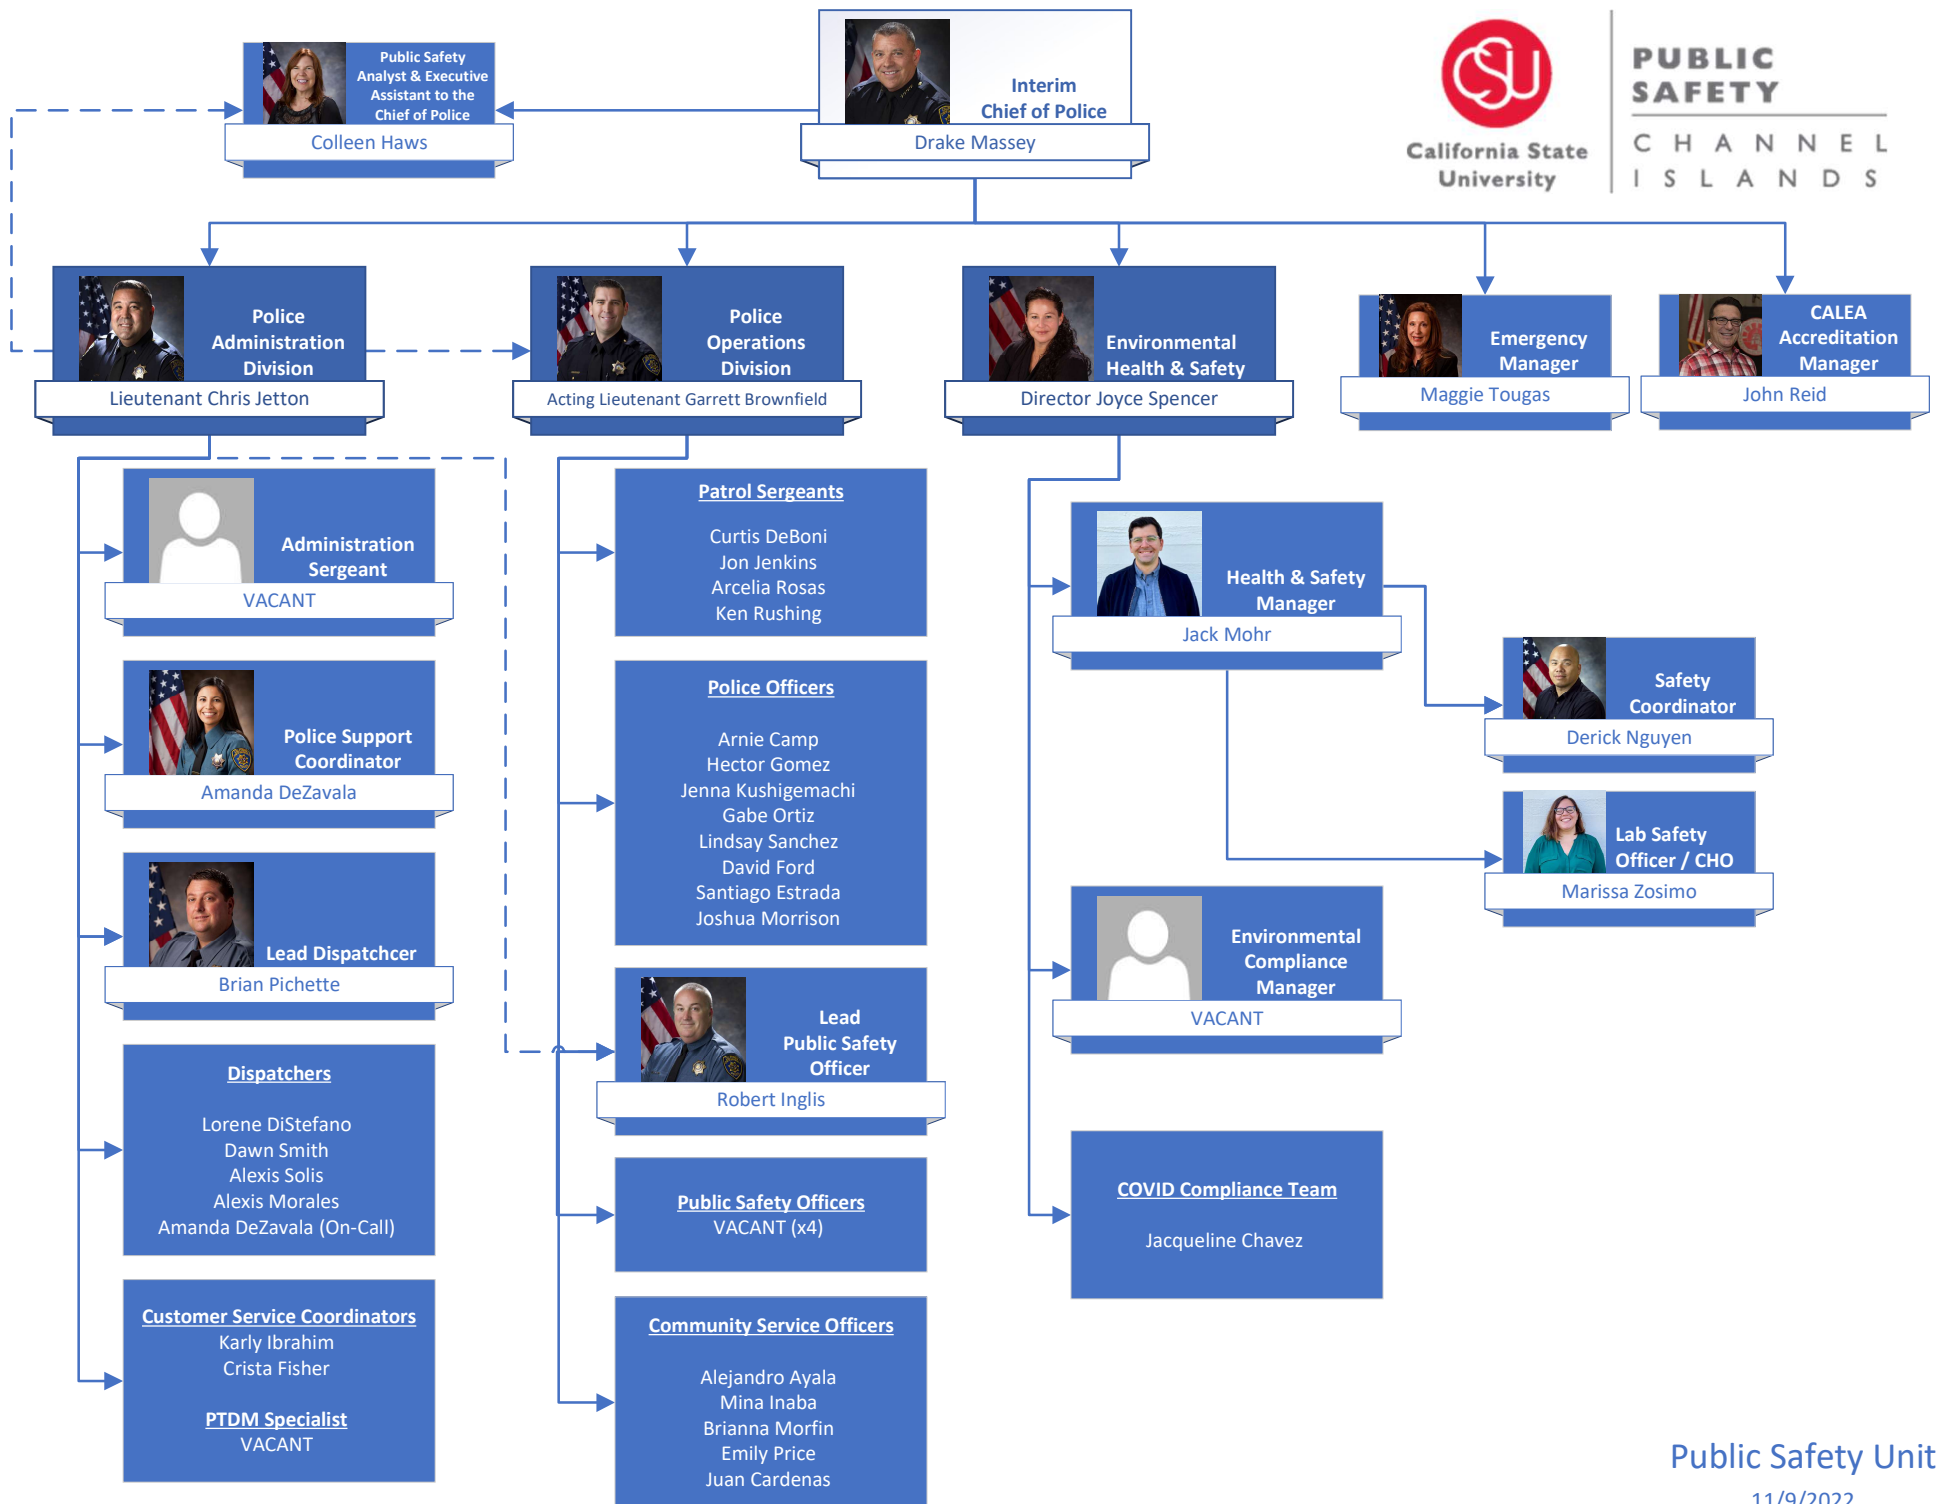 Public Safety
Analyst & Executive
Assistant to the
Chief of Police
Colleen Haws
Interim
Chief of Police
Drake Massey
CSU
California State
University
PUBLIC
SAFETY
CHANNEL
ISLANDS
Police
Administration
Division
Lieutenant Chris Jetton
Police
Operations
Division
Acting Lieutenant Garrett Brownfield
Environmental
Health & Safety
Director Joyce Spencer
Emergency
Manager
Maggie Tougas
CALEA
Accreditation
Manager
John Reid
Administration
Sergeant
VACANT
Police Support
Coordinator
Amanda DeZavala
Lead Dispatchcer
Brian Pichette
Dispatchers
Lorene DiStefano
Dawn Smith
Alexis Solis
Alexis Morales
Amanda DeZavala (On-Call)
Customer Service Coordinators
Karly Ibrahim
Crista Fisher
PTDM Specialist
VACANT
Patrol Sergeants
Curtis DeBoni
Jon Jenkins
Arcelia Rosas
Ken Rushing
Police Officers
Arnie Camp
Hector Gomez
Jenna Kushigemachi
Gabe Ortiz
Lindsay Sanchez
David Ford
Santiago Estrada
Joshua Morrison
Lead
Public Safety
Officer
Robert Inglis
Public Safety Officers
VACANT (x4)
Community Service Officers
Alejandro Ayala
Mina Inaba
Brianna Morfin
Emily Price
Juan Cardenas
Health & Safety
Manager
Jack Mohr
Safety
Coordinator
Derick Nguyen
Lab Safety
Officer / CHO
Marissa Zosimo
Environmental
Compliance
Manager
VACANT
COVID Compliance Team
Jacqueline Chavez
Public Safety Unit
11/9/2022